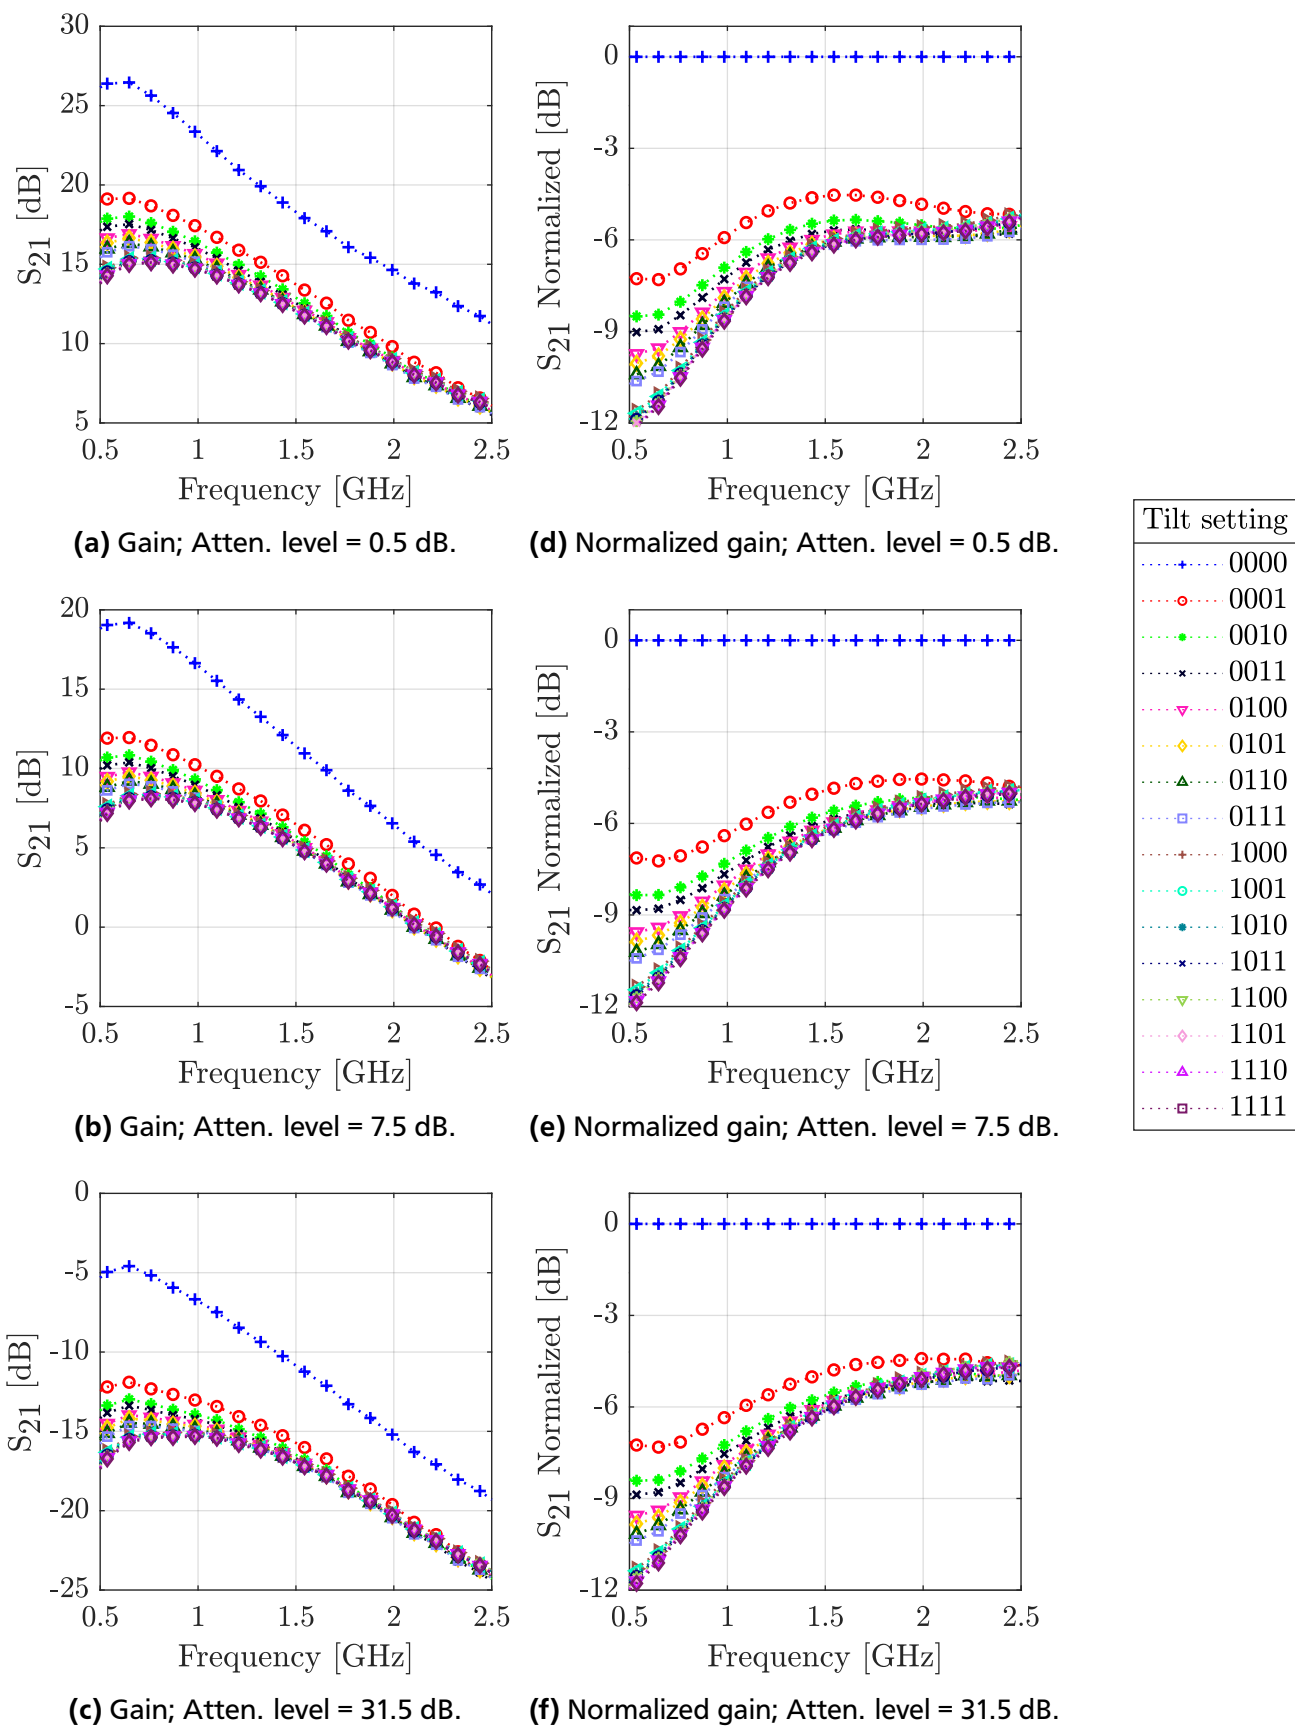 30
25
20
15
10
5
0.5 1 1.5 2 2.5
S21 [dB]
Frequency [GHz]
(a) Gain; Atten. level = 0.5 dB.
0
-3
-6
-9
-12
0.5 1 1.5 2 2.5
S21 Normalized [dB]
Frequency [GHz]
(d) Normalized gain; Atten. level = 0.5 dB.
20
15
10
5
0
-5
0.5 1 1.5 2 2.5
S21 [dB]
Frequency [GHz]
(b) Gain; Atten. level = 7.5 dB.
0
-3
-6
-9
-12
0.5 1 1.5 2 2.5
S21 Normalized [dB]
Frequency [GHz]
(e) Normalized gain; Atten. level = 7.5 dB.
0
-5
-10
-15
-20
-25
0.5 1 1.5 2 2.5
S21 [dB]
Frequency [GHz]
(c) Gain; Atten. level = 31.5 dB.
0
-3
-6
-9
-12
0.5 1 1.5 2 2.5
S21 Normalized [dB]
Frequency [GHz]
(f) Normalized gain; Atten. level = 31.5 dB.
Tilt setting
0000
0001
0010
0011
0100
0101
0110
0111
1000
1001
1010
1011
1100
1101
1110
1111